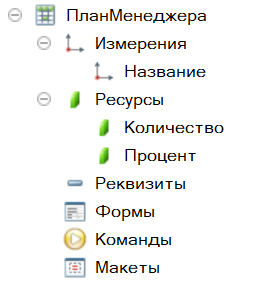 ПланМенеджера
Измерения
Название
Ресурсы
Количество
Процент
Реквизиты
Формы
Команды
Макеты